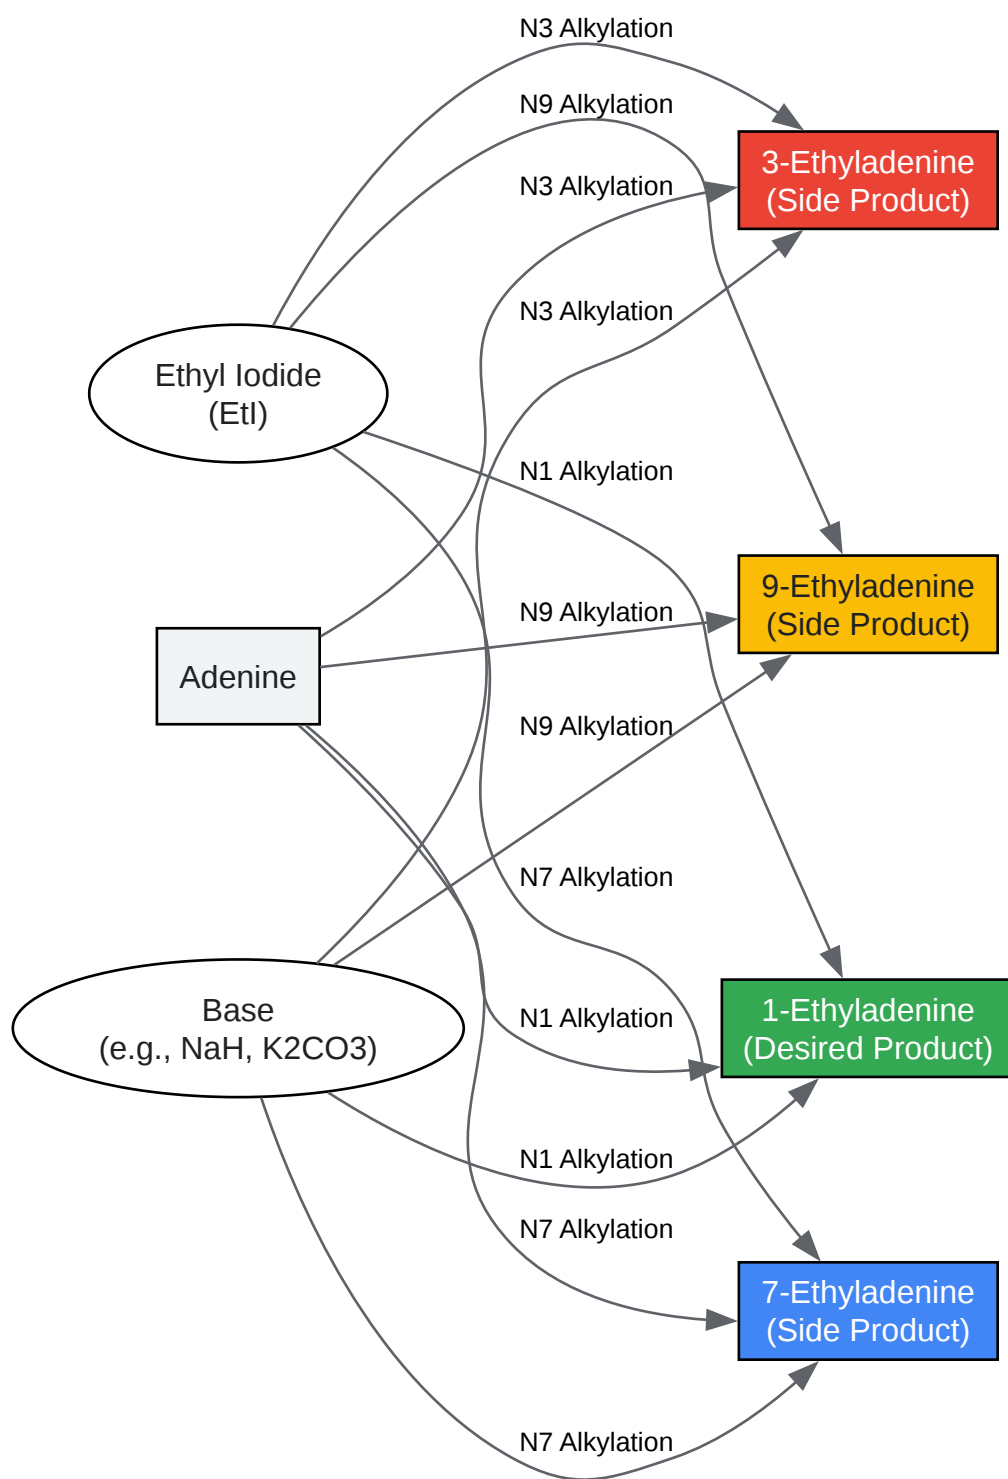 N3 Alkylation
N9 Alkylation
3-Ethyladenine
(Side Product)
N3 Alkylation
N3 Alkylation
Ethyl Iodide
(EtI)
N1 Alkylation
9-Ethyladenine
(Side Product)
N9 Alkylation
Adenine
N9 Alkylation
N7 Alkylation
Base
(e.g., NaH, K2CO3)
1-Ethyladenine
(Desired Product)
N1 Alkylation
N1 Alkylation
N7 Alkylation
7-Ethyladenine
(Side Product)
N7 Alkylation